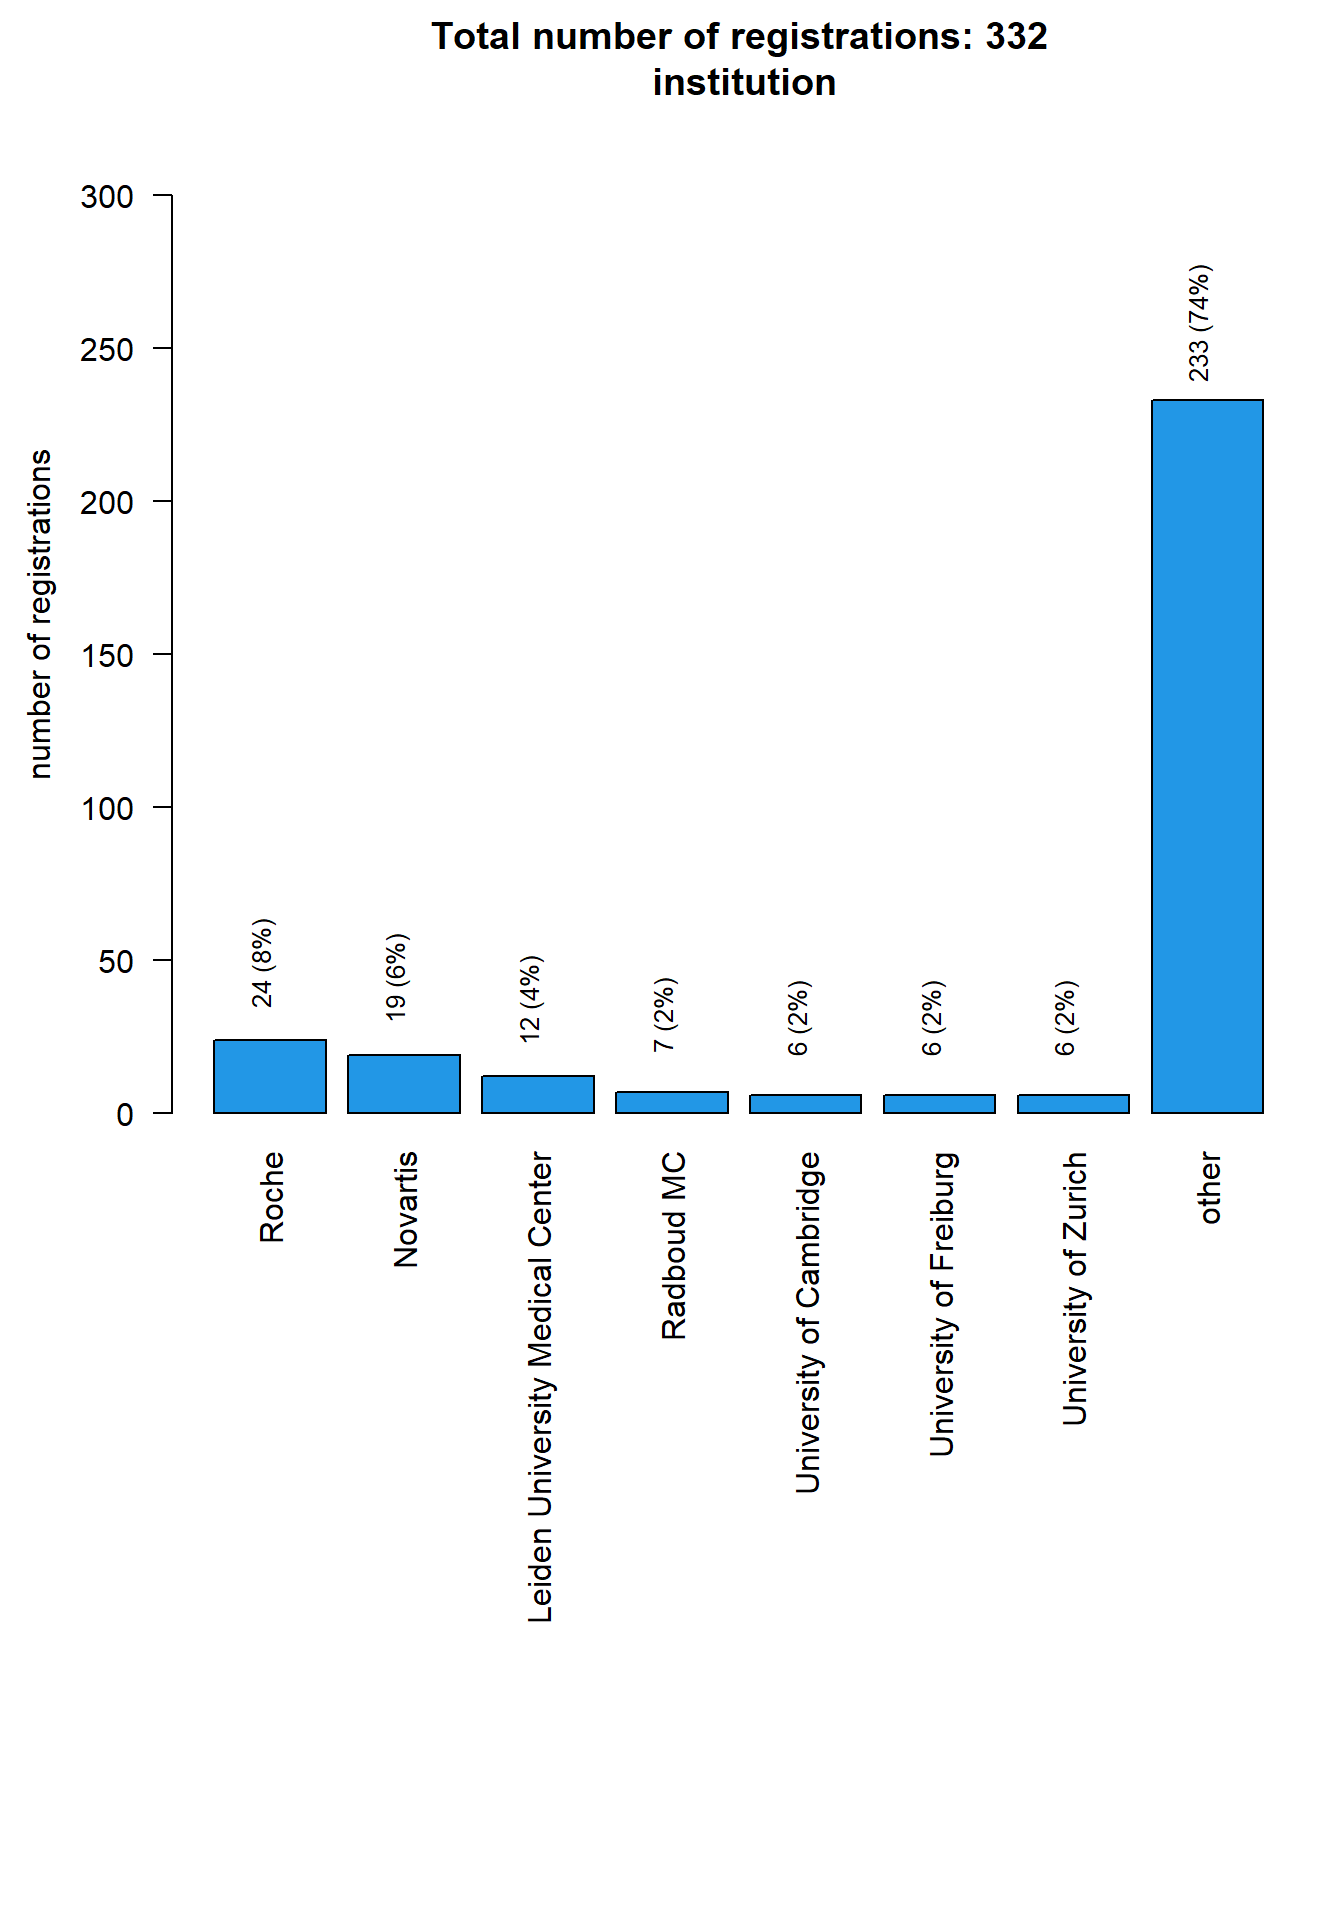 Total number of registrations: 332
institution
number of registrations
300
250
200
150
100
50
0
24 (8%)
19 (6%)
12 (4%)
7 (2%)
6 (2%)
6 (2%)
6 (2%)
233 (74%)
Roche
Novartis
Leiden University Medical Center
Radboud MC
University of Cambridge
University of Freiburg
University of Zurich
other